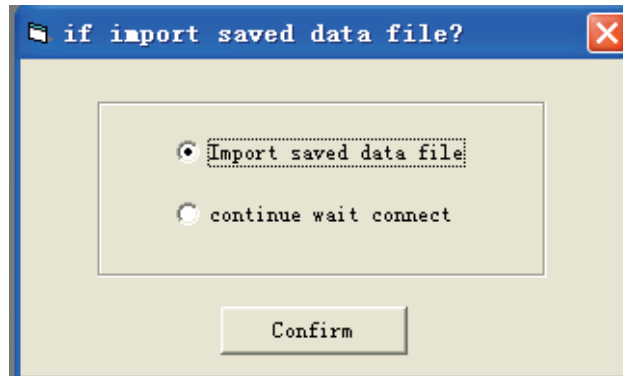 if import saved data file?
Import saved data file
continue wait connect
Confirm